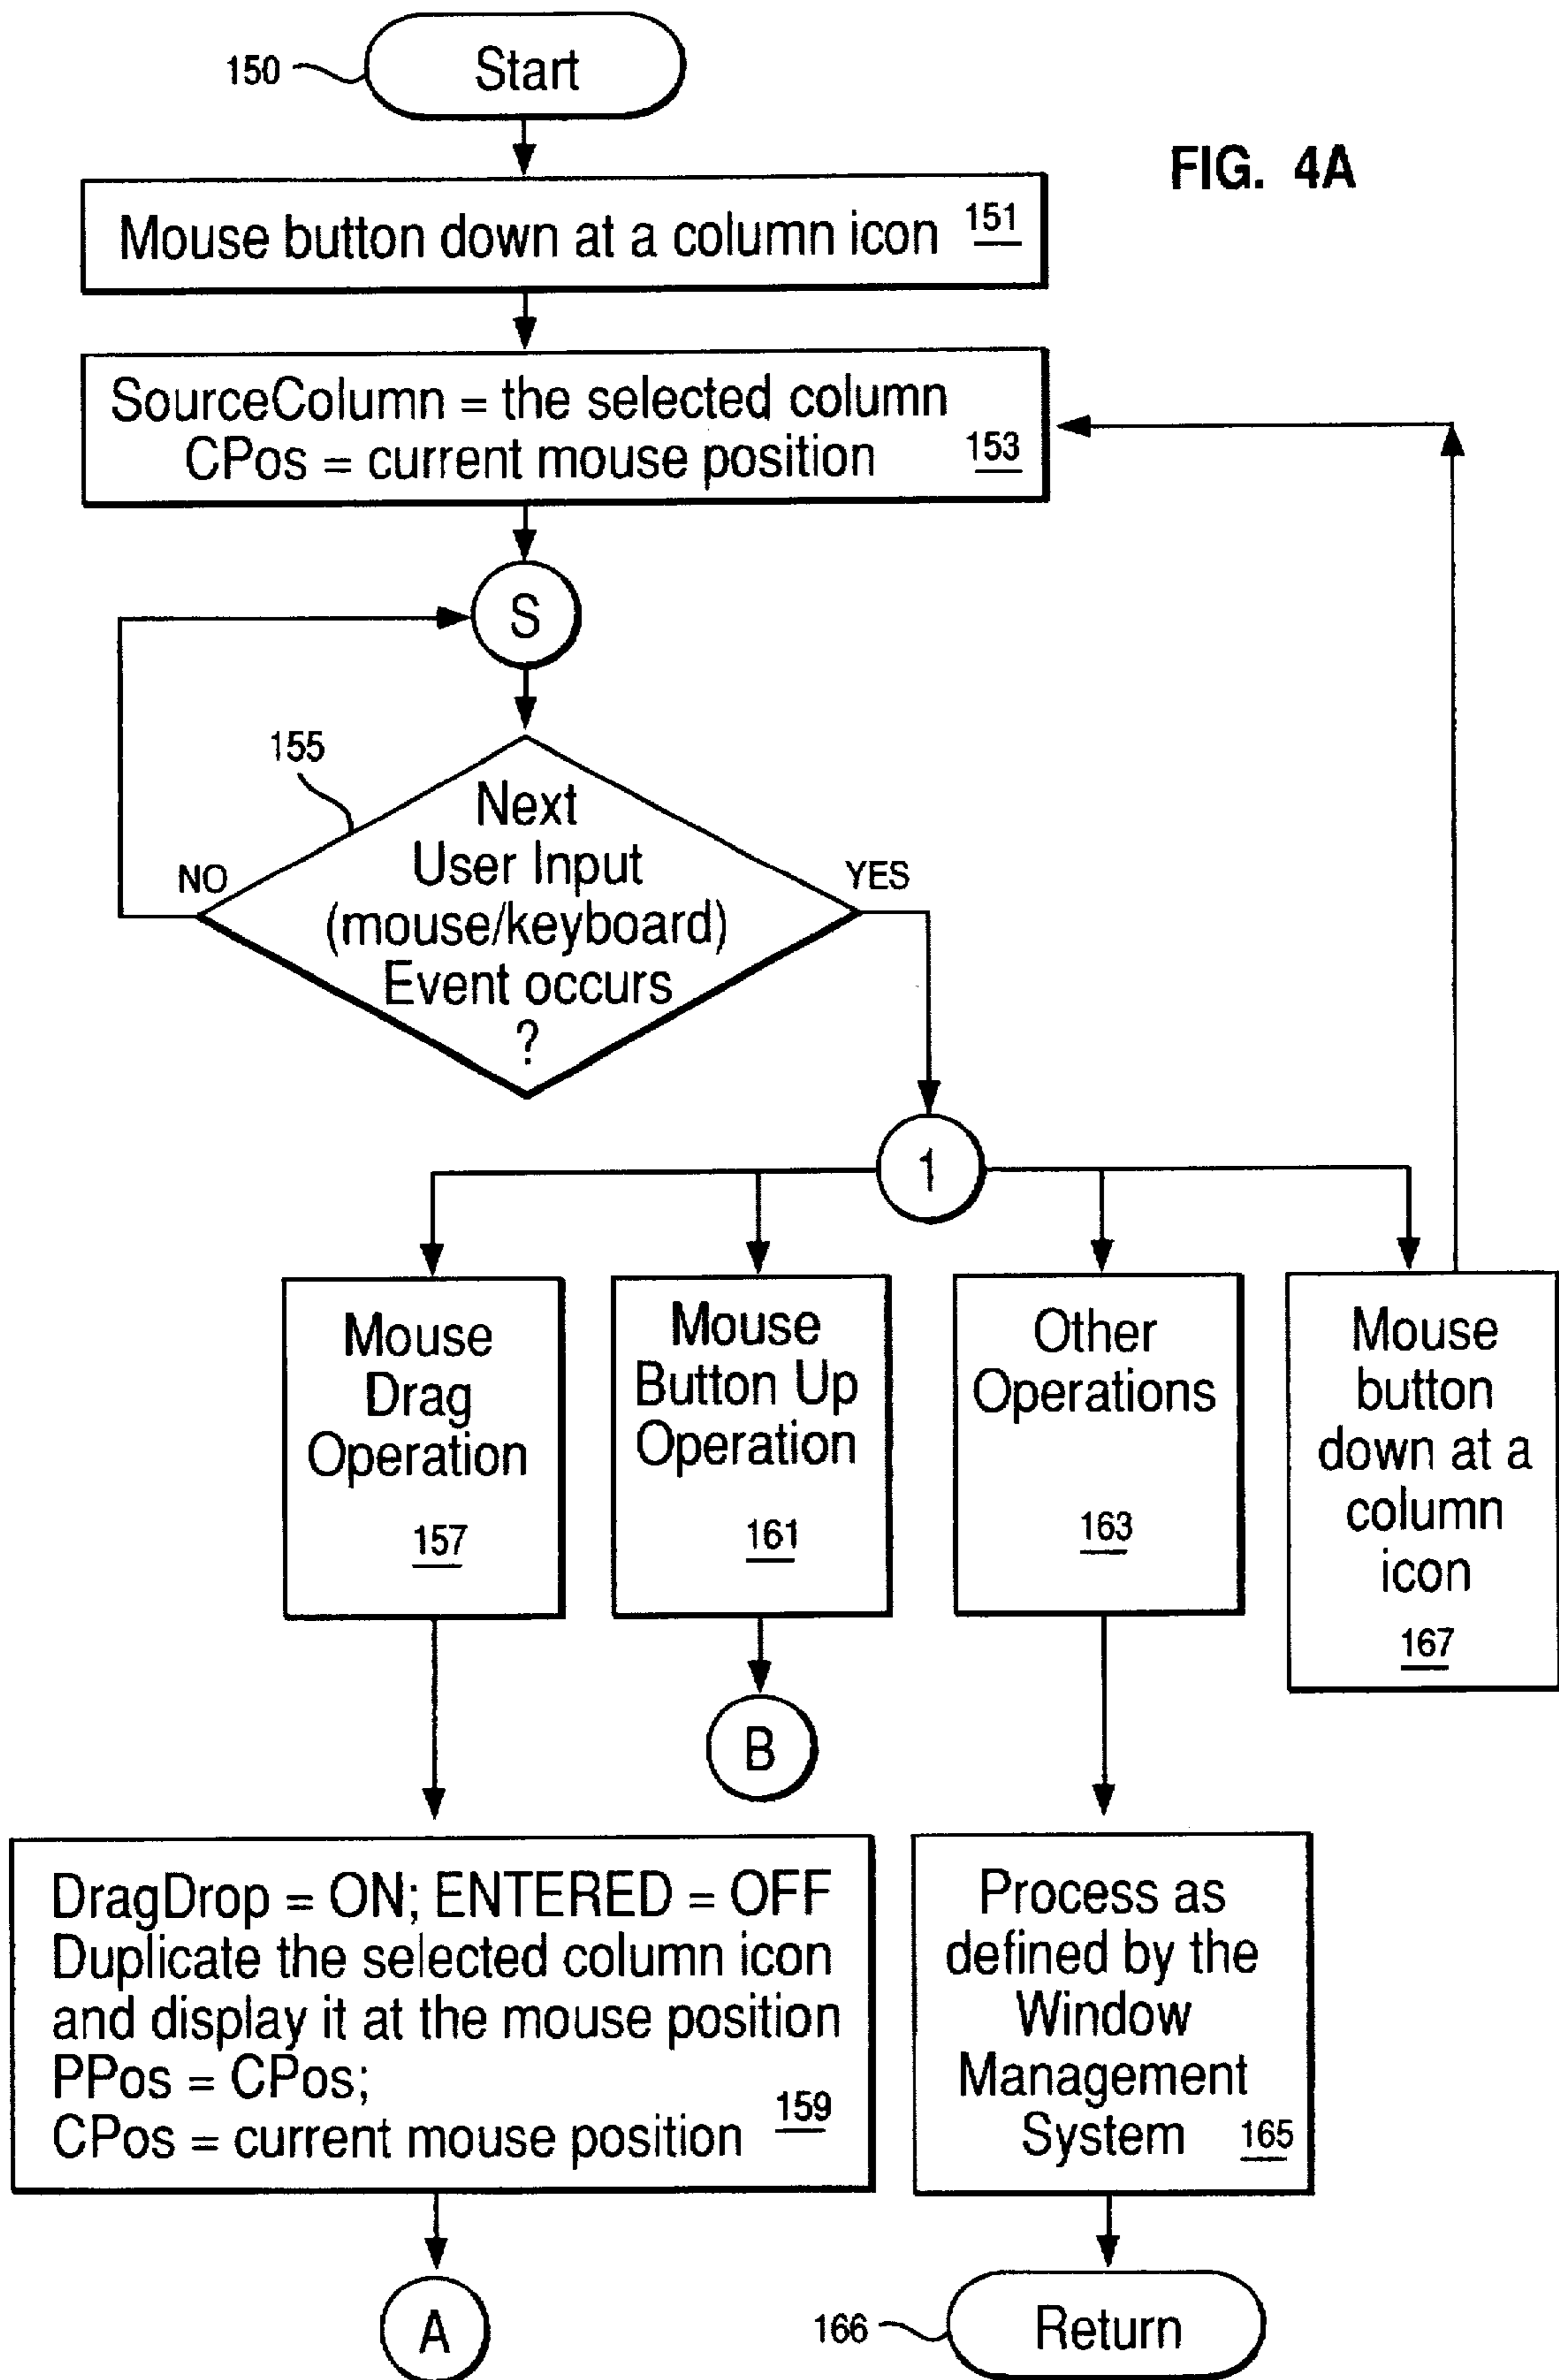 150
Start
FIG. 4A
Mouse button down at a column icon 151
SourceColumn = the selected column
CPos = current mouse position 153
S
155
Next
User Input
(mouse/keyboard)
Event occurs
?
NO
YES
1
Mouse
Drag
Operation
157
Mouse
Button Up
Operation
161
Other
Operations
163
Mouse
button
down at a
column
icon
167
B
DragDrop = ON; ENTERED = OFF
Duplicate the selected column icon
and display it at the mouse position
PPos = CPos;
CPos = current mouse position 159
Process as
defined by the
Window
Management
System 165
A
166
Return